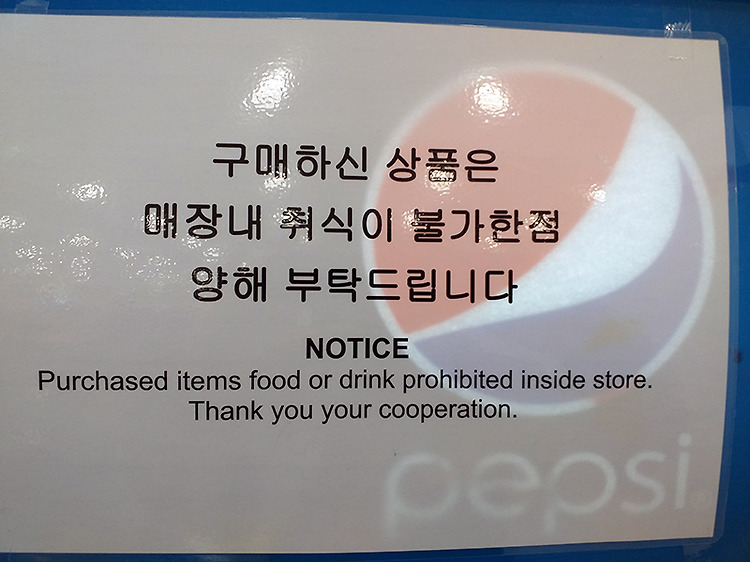 구매하신 상품은
매장내 취식이 불가한점
양해 부탁드립니다
NOTICE
Purchased items food or drink prohibited inside store.
Thank you your cooperation.
pepsi